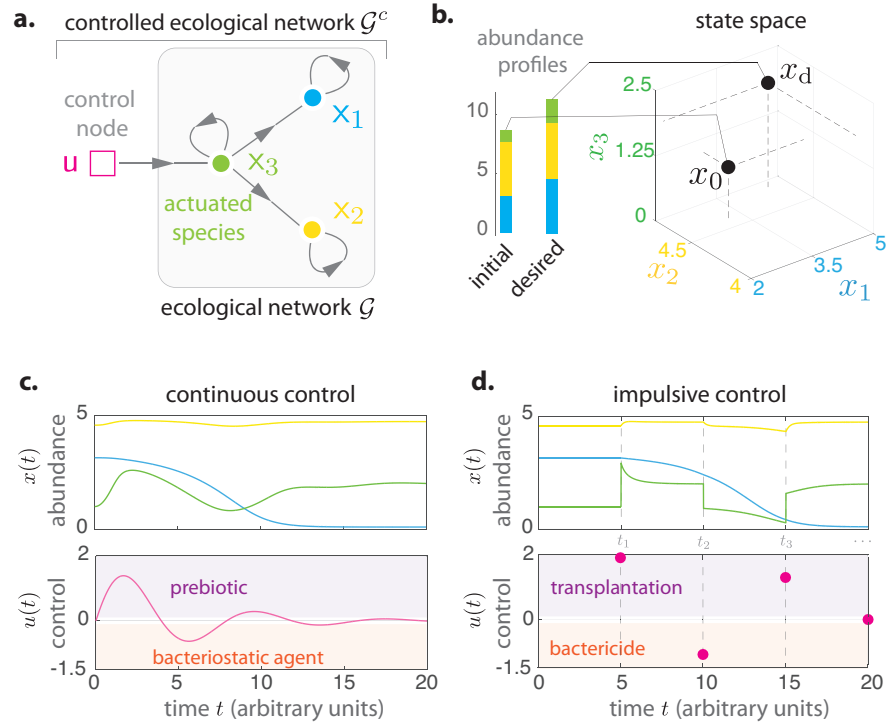 a.
controlled ecological network 𝒢ᶜ
control
node
u
x₁
x₃
actuated
species
x₂
ecological network 𝒢
b.
state space
abundance
profiles
10
5
0
initial
desired
2.5
1.25
0
x₃
x_d
x₀
4.5
4
x₂
2
3.5
5
x₁
c.
continuous control
x(t)
abundance
5
0
u(t)
control
2
0
-1.5
prebiotic
bacteriostatic agent
0 5 10 15 20
time t (arbitrary units)
d.
impulsive control
x(t)
abundance
5
0
t₁ t₂ t₃ ...
u(t)
control
2
0
-1.5
transplantation
bactericide
0 5 10 15 20
time t (arbitrary units)